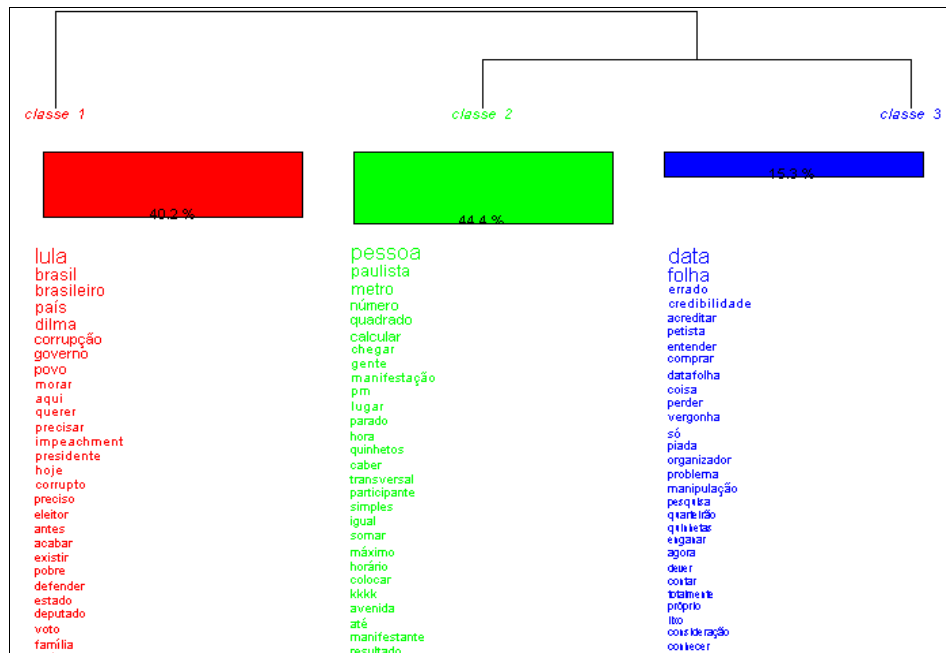 classe 1
classe 2
classe 3
40.2 %
44.4 %
15.3 %
lula
brasil
brasileiro
país
dilma
corrupção
governo
povo
morar
aqui
querer
precisar
impeachment
presidente
hoje
corrupto
preciso
eleitor
antes
acabar
existir
pobre
defender
estado
deputado
voto
família
pessoa
paulista
metro
número
quadrado
calcular
chegar
gente
manifestação
pm
lugar
parado
hora
quinhetos
caber
transversal
participante
simples
igual
somar
máximo
horário
colocar
kkkk
avenida
até
manifestante
resultado
data
folha
errado
credibilidade
acreditar
petista
entender
comprar
datafolha
coisa
perder
vergonha
só
piada
organizador
problema
manipulação
pesquisa
quarteirão
quinhetas
enganar
agora
dever
contar
totalmente
próprio
lixo
consideração
conhecer